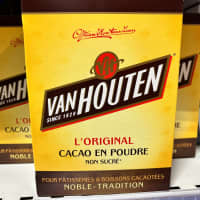 VAN HOUTEN
SINCE 1828
L'ORIGINAL
CACAO EN POUDRE
NON SUCRÉ
POUR PÂTISSERIES & BOISSONS CACAOTÉES
NOBLE-TRADITION